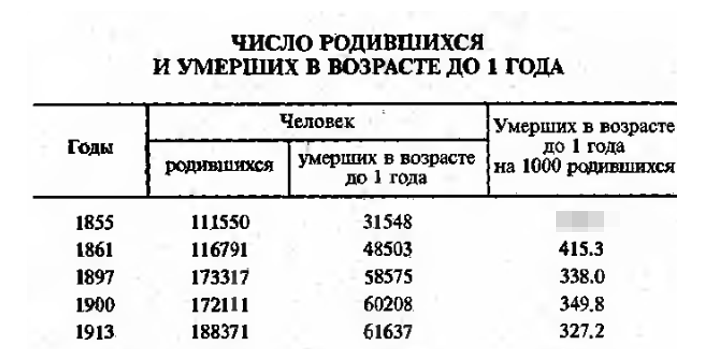 ЧИСЛО РОДИВШИХСЯ
И УМЕРШИХ В ВОЗРАСТЕ ДО 1 ГОДА
Годы
Человек
родившихся
умерших в возрасте
до 1 года
Умерших в возрасте
до 1 года
на 1000 родившихся
1855 111550 31548
1861 116791 48503 415.3
1897 173317 58575 338.0
1900 172111 60208 349.8
1913 188371 61637 327.2